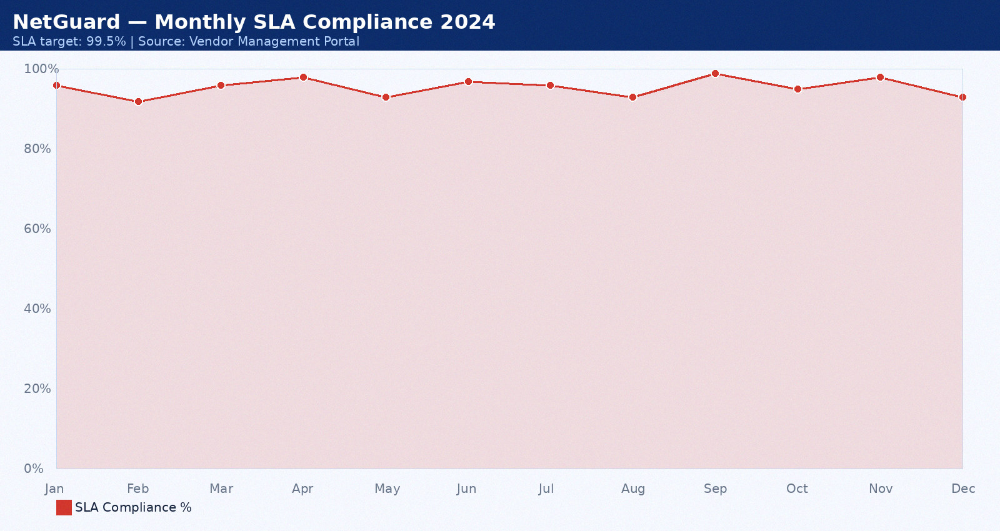 NetGuard — Monthly SLA Compliance 2024
SLA target: 99.5% | Source: Vendor Management Portal
100%
80%
60%
40%
20%
0%
Jan Feb Mar Apr May Jun Jul Aug Sep Oct Nov Dec
SLA Compliance %